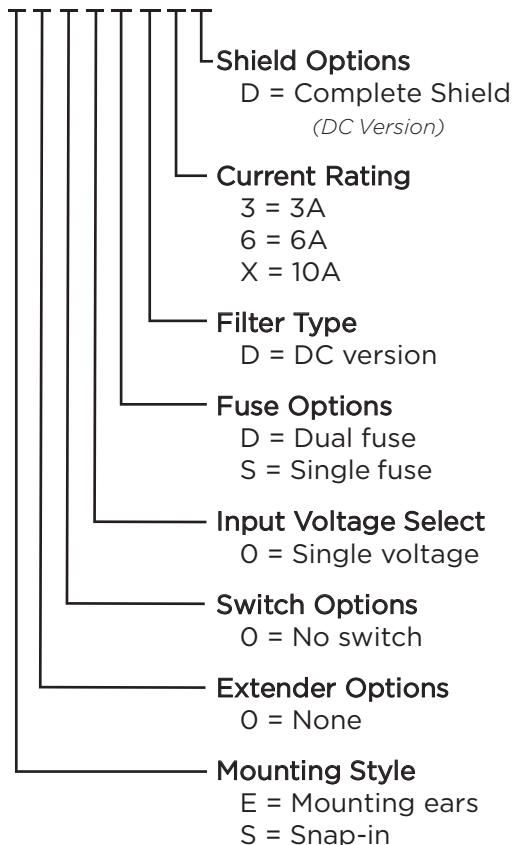 Shield Options
D = Complete Shield
(DC Version)
Current Rating
3 = 3A
6 = 6A
X = 10A
Filter Type
D = DC version
Fuse Options
D = Dual fuse
S = Single fuse
Input Voltage Select
0 = Single voltage
Switch Options
0 = No switch
Extender Options
0 = None
Mounting Style
E = Mounting ears
S = Snap-in